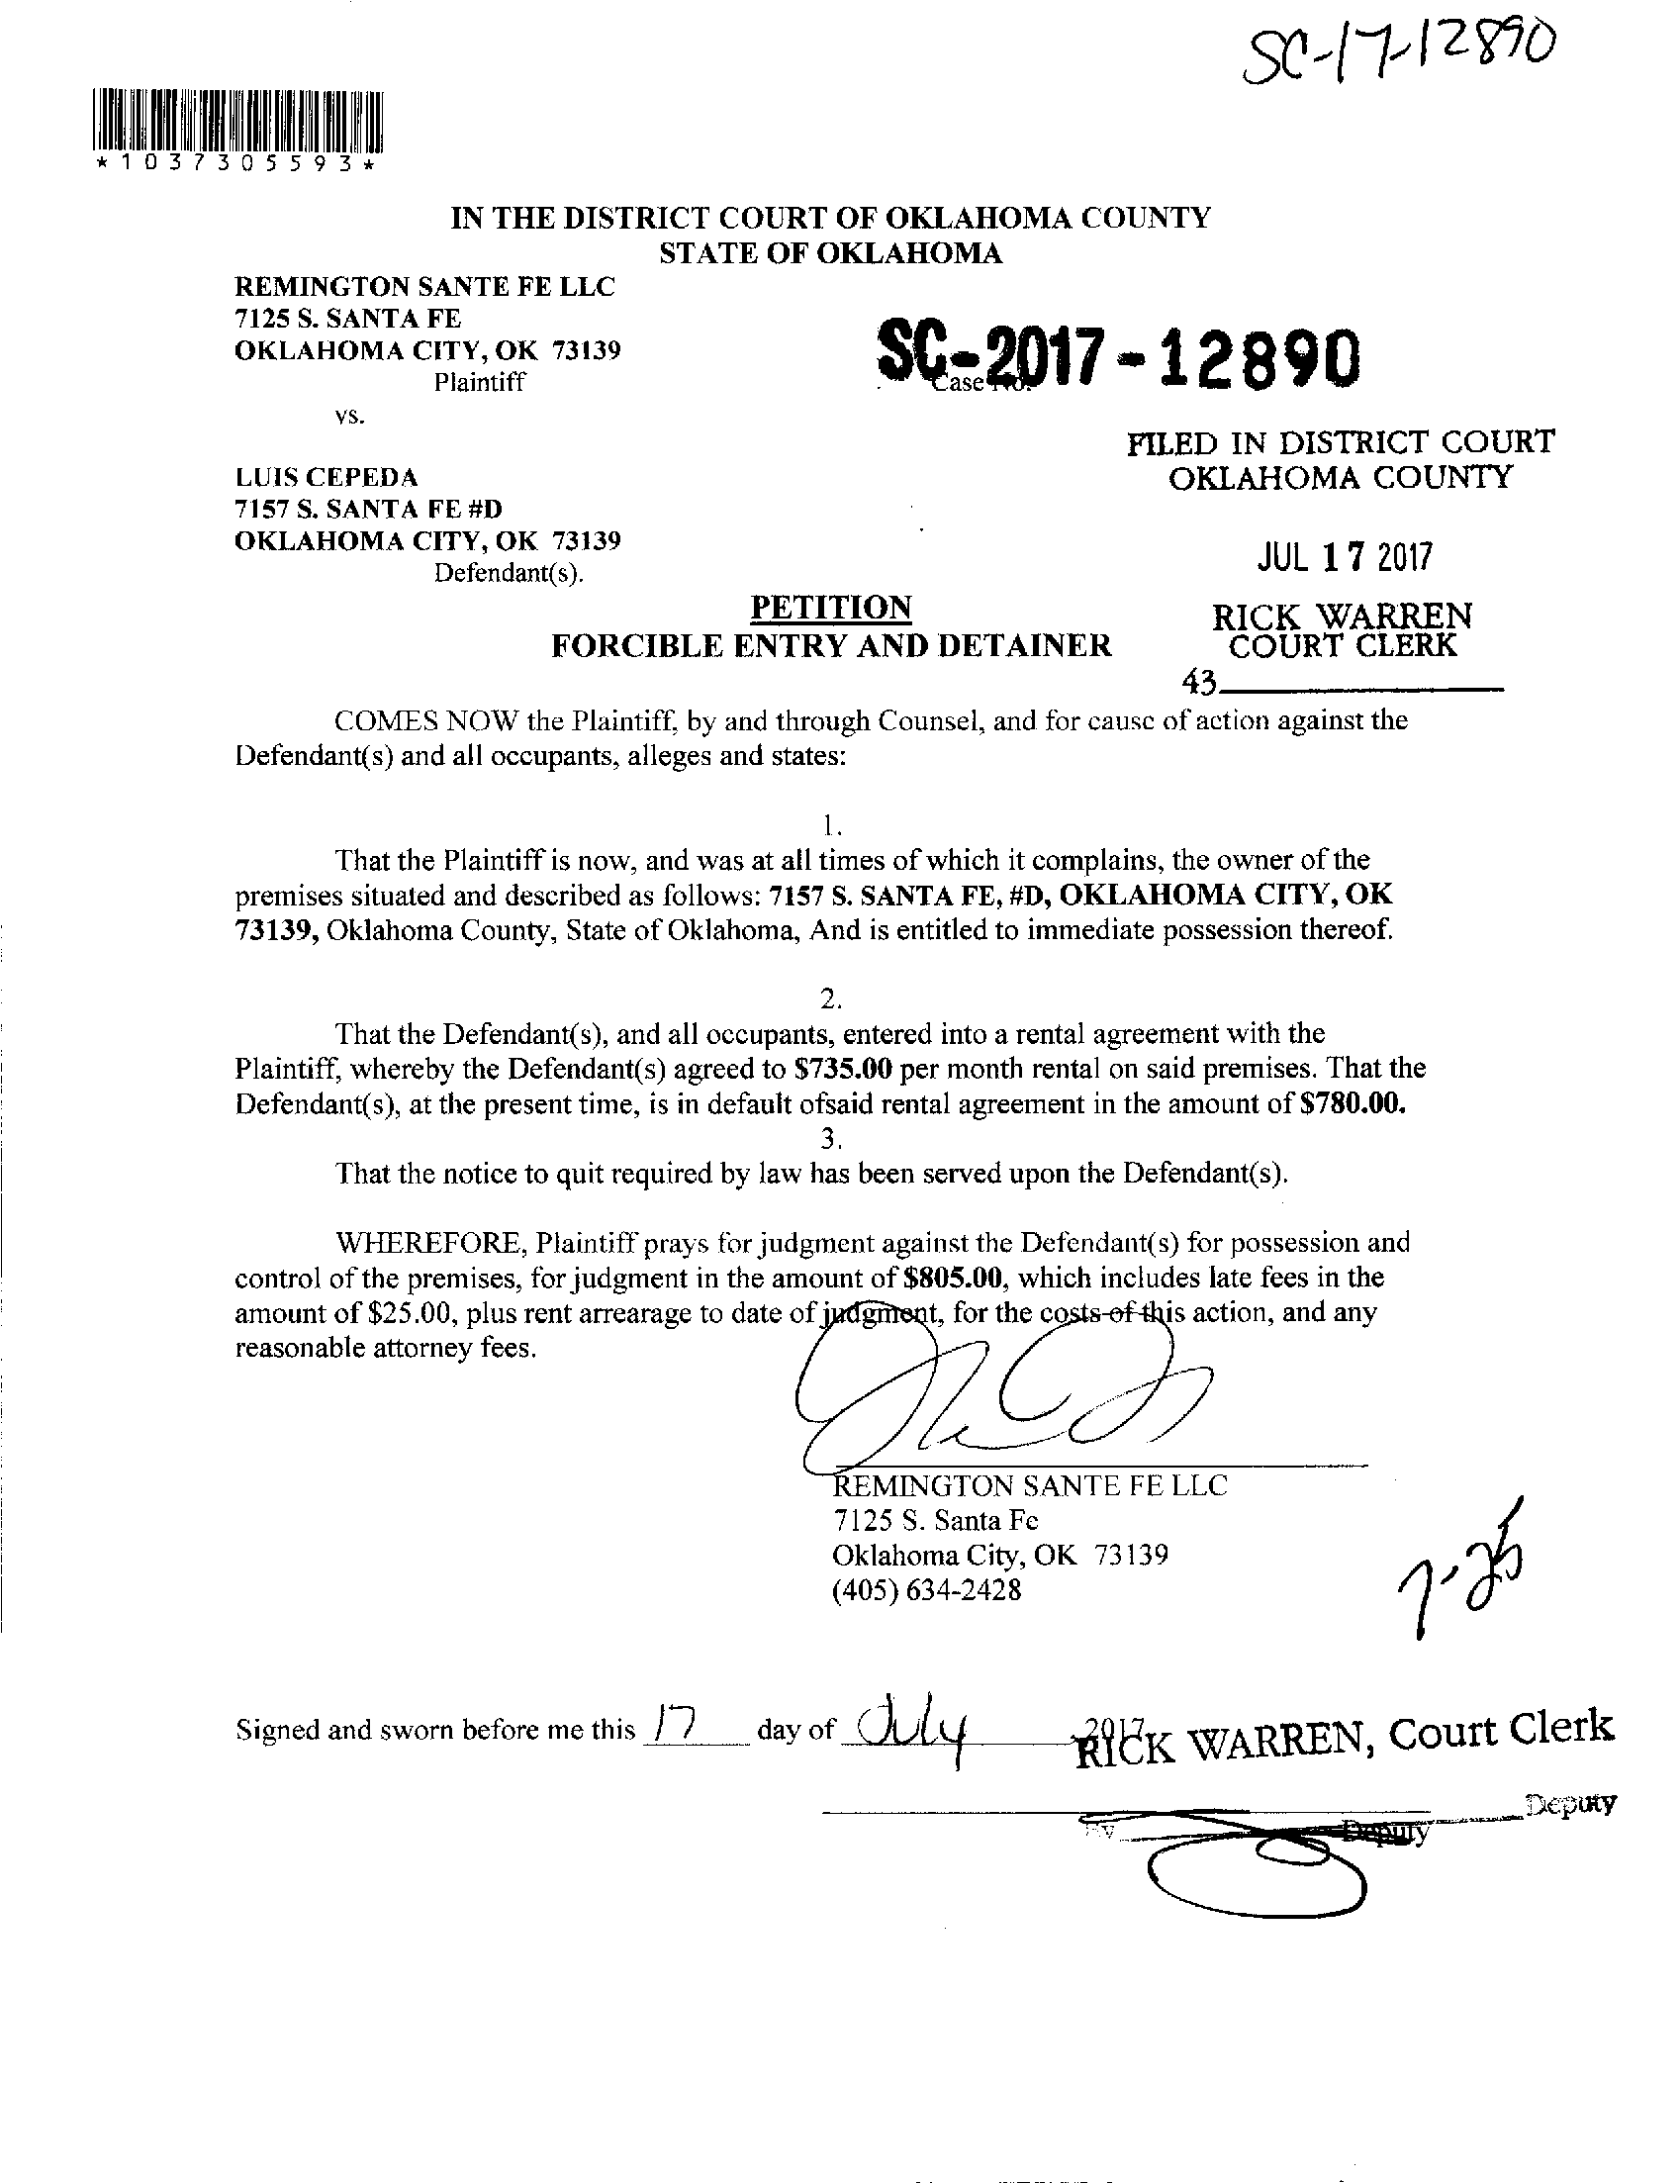 SC-17-12890
*1037305593*
IN THE DISTRICT COURT OF OKLAHOMA COUNTY
STATE OF OKLAHOMA
REMINGTON SANTE FE LLC
7125 S. SANTA FE
OKLAHOMA CITY, OK 73139
Plaintiff
SC-2017-12890
Case No.
vs.
FILED IN DISTRICT COURT
OKLAHOMA COUNTY
LUIS CEPEDA
7157 S. SANTA FE #D
OKLAHOMA CITY, OK 73139
Defendant(s).
JUL 17 2017
PETITION
FORCIBLE ENTRY AND DETAINER
RICK WARREN
COURT CLERK
43
COMES NOW the Plaintiff, by and through Counsel, and for cause of action against the
Defendant(s) and all occupants, alleges and states:
1.
That the Plaintiff is now, and was at all times of which it complains, the owner of the
premises situated and described as follows: 7157 S. SANTA FE, #D, OKLAHOMA CITY, OK
73139, Oklahoma County, State of Oklahoma, And is entitled to immediate possession thereof.
2.
That the Defendant(s), and all occupants, entered into a rental agreement with the
Plaintiff, whereby the Defendant(s) agreed to $735.00 per month rental on said premises. That the
Defendant(s), at the present time, is in default ofsaid rental agreement in the amount of $780.00.
3.
That the notice to quit required by law has been served upon the Defendant(s).
WHEREFORE, Plaintiff prays for judgment against the Defendant(s) for possession and
control of the premises, for judgment in the amount of $805.00, which includes late fees in the
amount of $25.00, plus rent arrearage to date of judgment, for the costs of this action, and any
reasonable attorney fees.
REMINGTON SANTE FE LLC
7125 S. Santa Fe
Oklahoma City, OK 73139
(405) 634-2428
7-25
Signed and sworn before me this 17 day of July 2017.
RICK WARREN, Court Clerk
Deputy
By Deputy